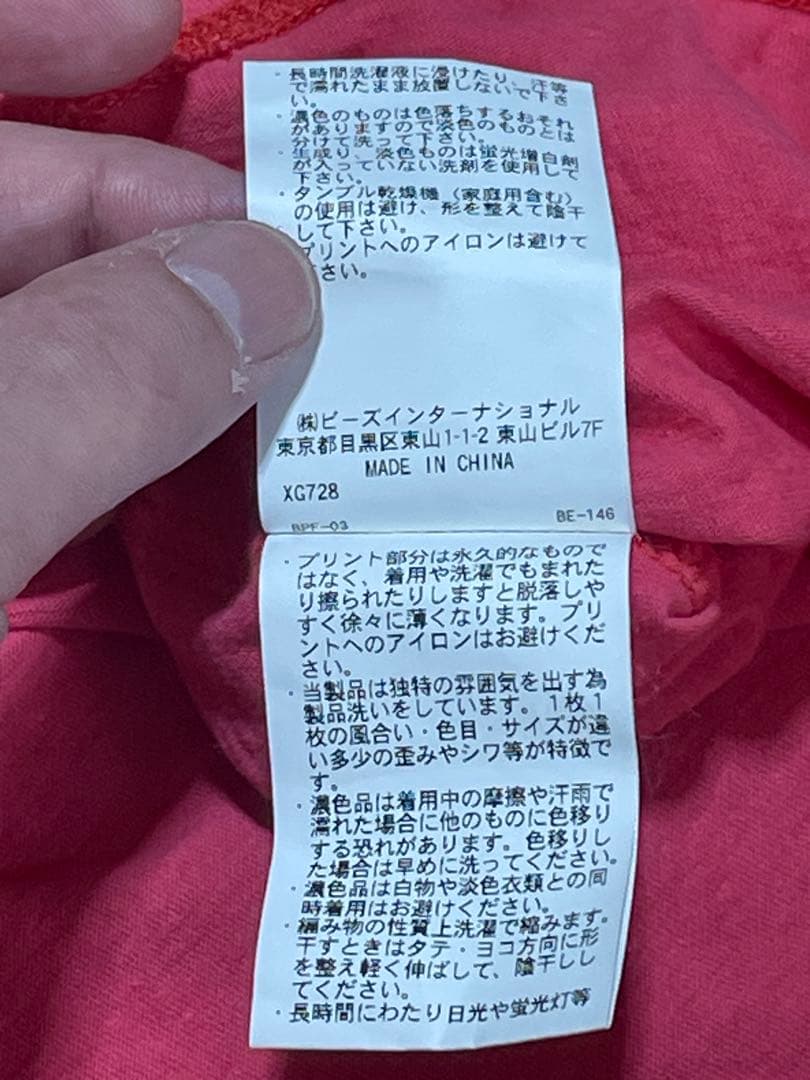 ・長時間洗濯液に浸けたり、汗等
で濡れたまま放置しないで下さ
い。
・濃色のものは色落ちするおそれ
がありますので淡色のものとは
分けて洗って下さい。
・生成り、淡色ものは蛍光増白剤
が入っていない洗剤を使用して
下さい。
・タンブル乾燥機（家庭用含む）
の使用は避け、形を整えて陰干
して下さい。
プリントへのアイロンは避けて
さい。
㈱ビーズインターナショナル
東京都目黒区東山1-1-2 東山ビル7F
MADE IN CHINA
XG728
BPF-03 BE-146
・プリント部分は永久的なもので
はなく、着用や洗濯でもまれた
り擦られたりしますと脱落しや
すく徐々に薄くなります。プリ
ントへのアイロンはお避けくだ
さい。
・当製品は独特の雰囲気を出す為
製品洗いをしています。1枚1
枚の風合い・色目・サイズが違
い多少の歪みやシワ等が特徴で
す。
・濃色品は着用中の摩擦や汗雨で
濡れた場合に他のものに色移り
する恐れがあります。色移りし
た場合は早めに洗ってください。
・濃色品は白物や淡色衣類との同
時着用はお避けください。
・編み物の性質上洗濯で縮みます。
干すときはタテ・ヨコ方向に形
を整え軽く伸ばして、陰干しし
てください。
・長時間にわたり日光や蛍光灯等